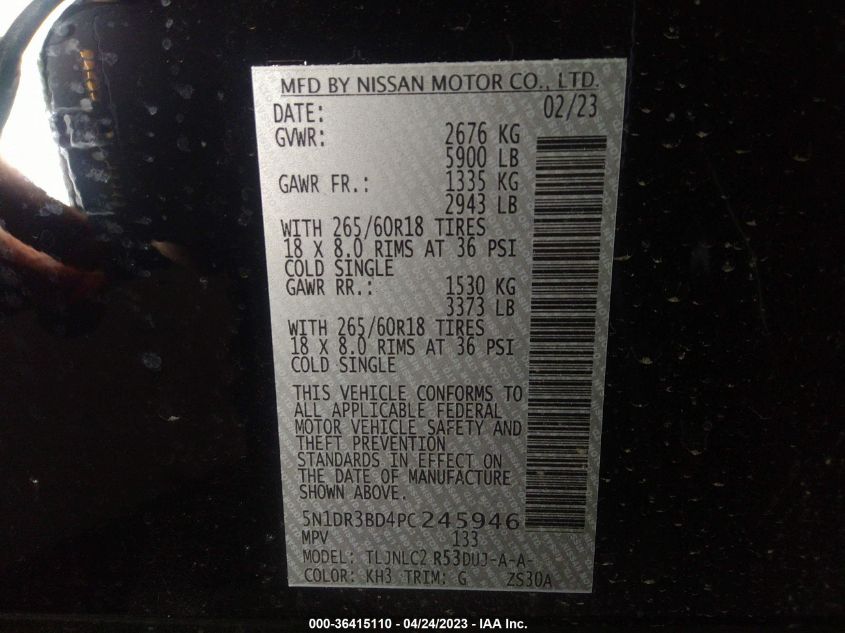 MFD BY NISSAN MOTOR CO., LTD.
DATE: 02/23
GVWR: 2676 KG
5900 LB
GAWR FR.: 1335 KG
2943 LB
WITH 265/60R18 TIRES
18 X 8.0 RIMS AT 36 PSI
COLD SINGLE
GAWR RR.: 1530 KG
3373 LB
WITH 265/60R18 TIRES
18 X 8.0 RIMS AT 36 PSI
COLD SINGLE
THIS VEHICLE CONFORMS TO
ALL APPLICABLE FEDERAL
MOTOR VEHICLE SAFETY AND
THEFT PREVENTION
STANDARDS IN EFFECT ON
THE DATE OF MANUFACTURE
SHOWN ABOVE.
5N1DR3BD4PC245946
MPV 133
MODEL: TLJNLC2 R53DUJ-A-A-
COLOR: KH3 TRIM: G ZS30A
000-36415110 - 04/24/2023 - IAA Inc.